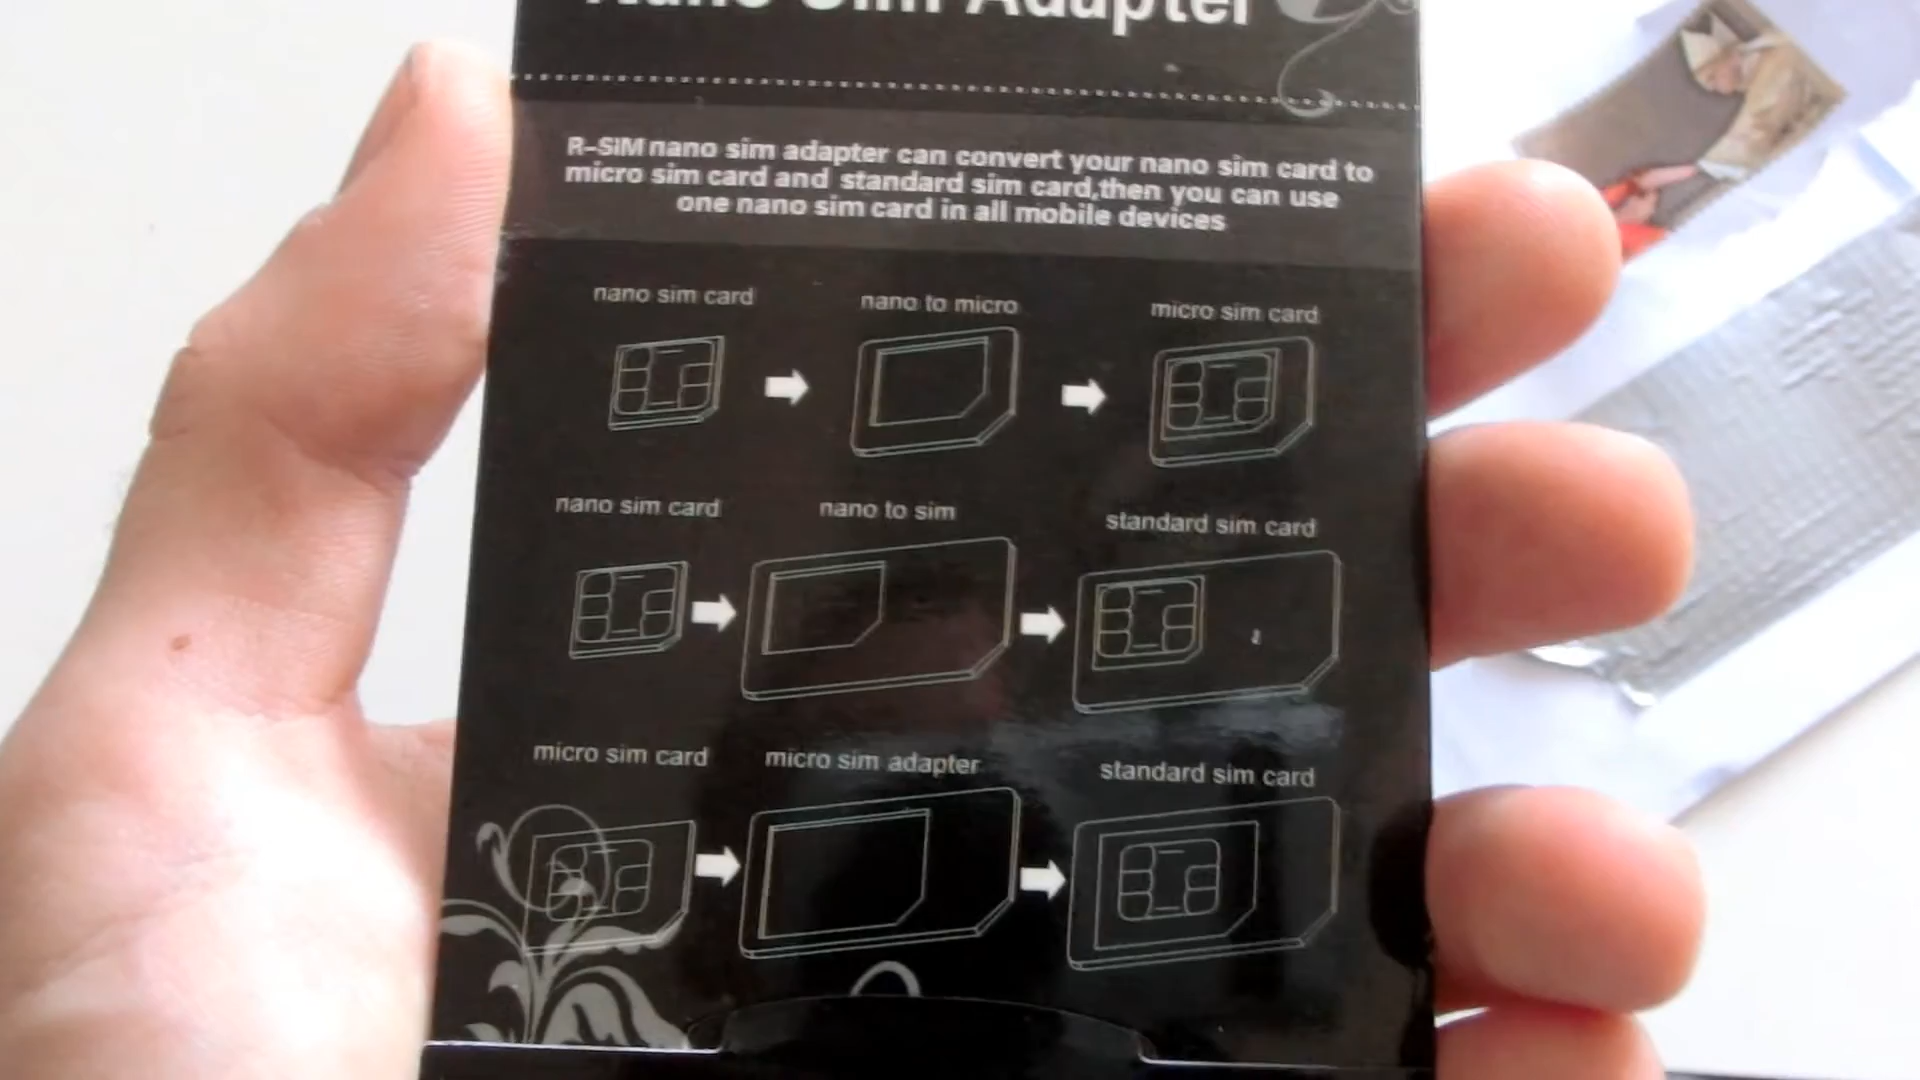 Nano Sim Adapter
R-SiM nano sim adapter can convert your nano sim card to
micro sim card and standard sim card,then you can use
one nano sim card in all mobile devices
nano sim card nano to micro micro sim card
nano sim card nano to sim standard sim card
micro sim card micro sim adapter standard sim card